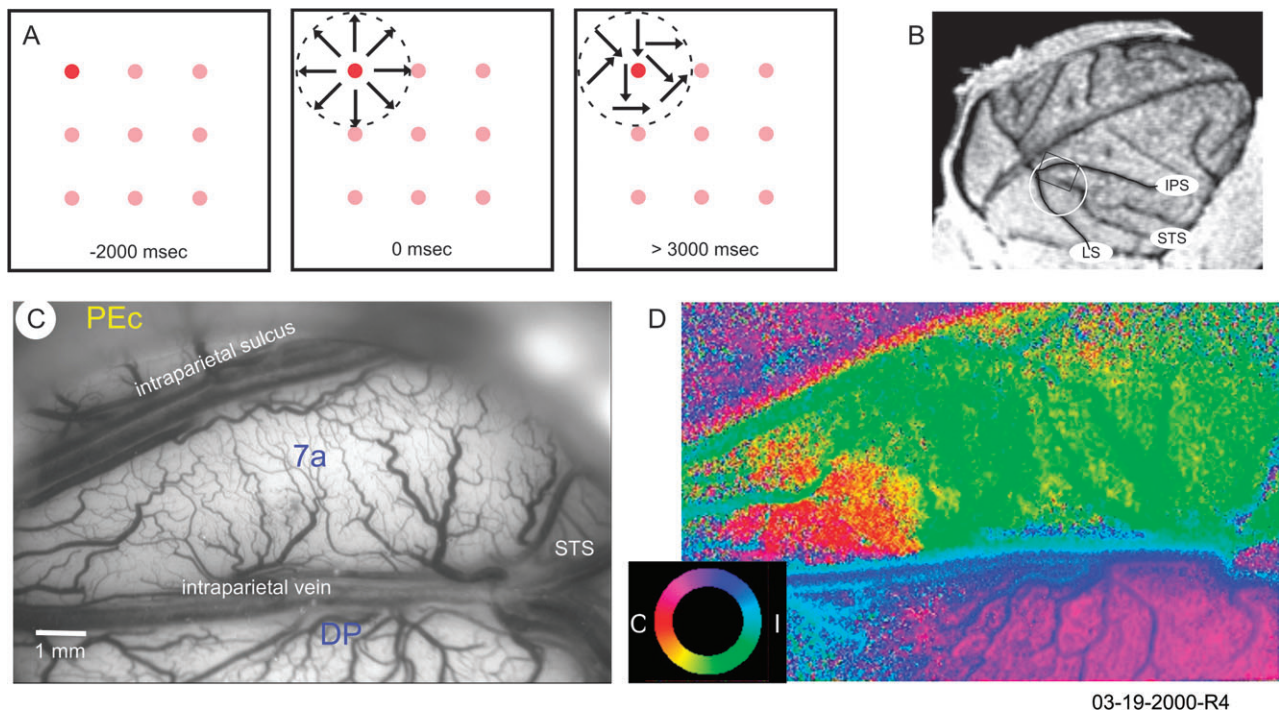 A
-2000 msec
0 msec
> 3000 msec
B
IPS
STS
LS
C
PEc
intraparietal sulcus
7a
STS
intraparietal vein
DP
1 mm
D
C
I
03-19-2000-R4